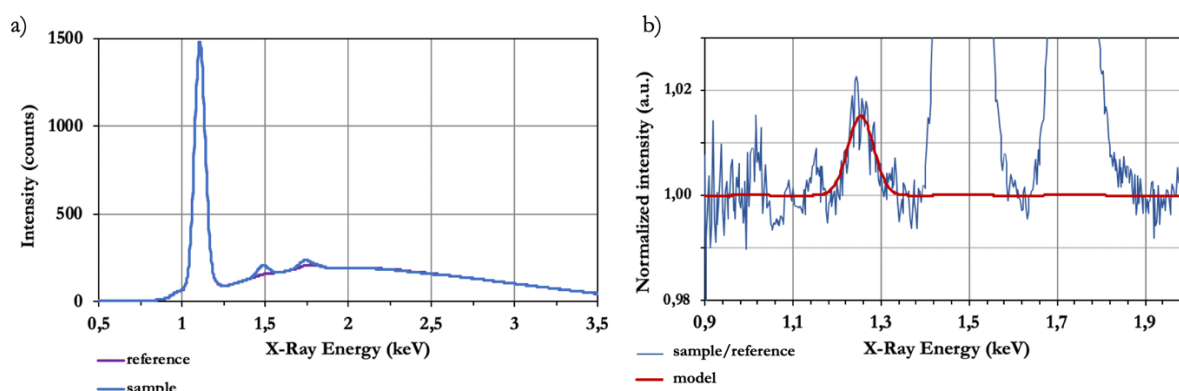 a)
Intensity (counts)
1500
1000
500
0
0,5
1
1,5
2
2,5
3
3,5
X-Ray Energy (keV)
reference
sample
b)
Normalized intensity (a.u.)
1,02
1,00
0,98
0,9
1,1
1,3
1,5
1,7
1,9
X-Ray Energy (keV)
sample/reference
model